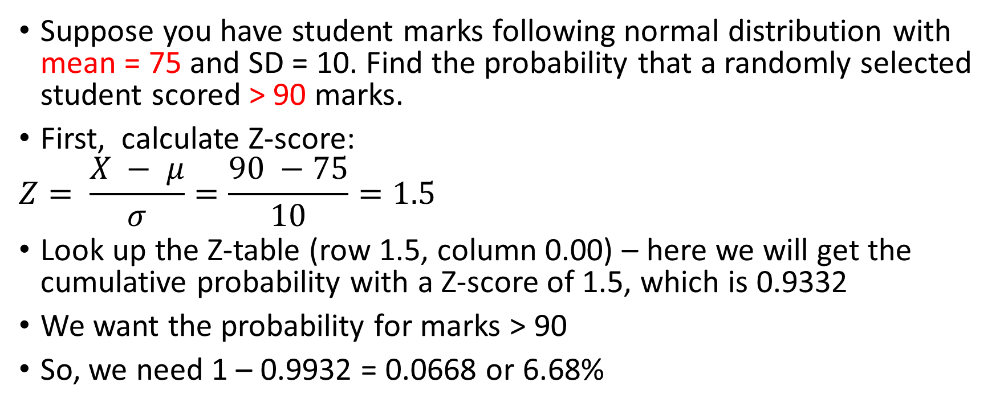 • Suppose you have student marks following normal distribution with
mean = 75 and SD = 10. Find the probability that a randomly selected
student scored > 90 marks.
• First,  calculate Z-score:
Z = (X − μ)/σ = (90 − 75)/10 = 1.5
• Look up the Z-table (row 1.5, column 0.00) – here we will get the
cumulative probability with a Z-score of 1.5, which is 0.9332
• We want the probability for marks > 90
• So, we need 1 – 0.9932 = 0.0668 or 6.68%